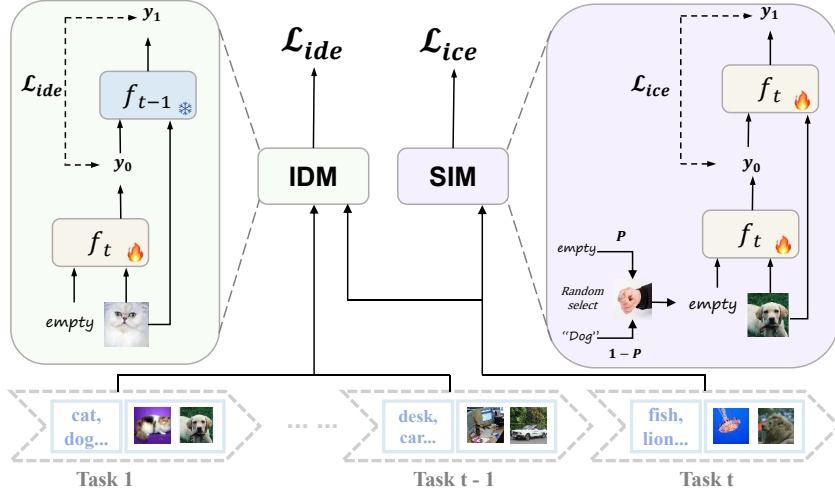 y₁
ℒ_ide
f_{t−1}
y₀
f_t
empty
ℒ_ide
ℒ_ice
IDM
SIM
y₁
ℒ_ice
f_t
y₀
f_t
empty
P
Random
select
empty
“Dog”
1 − P
cat,
dog...
... ...
desk,
car...
fish,
lion...
Task 1
Task t - 1
Task t